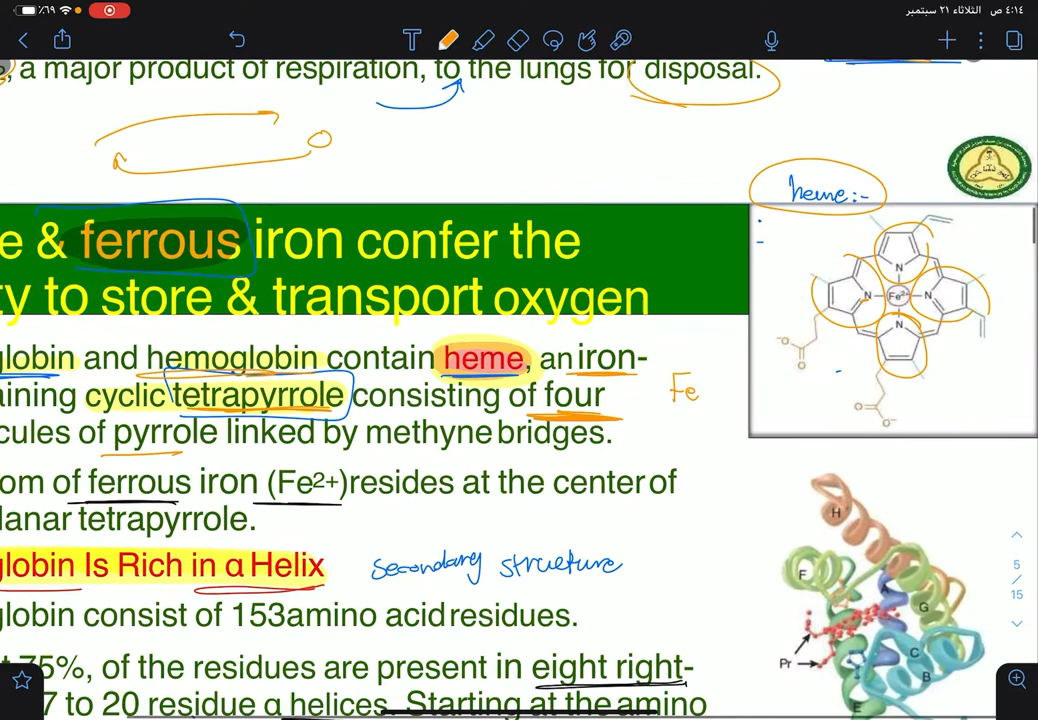 ٤:١٤ ص الثلاثاء ٢١ سبتمبر
٪٦٩
T
, a major product of respiration, to the lungs for disposal.
heme:-
e & ferrous iron confer the
ty to store & transport oxygen
N
N Fe²⁺ N
N
⁻O
O
O
O⁻
globin and hemoglobin contain heme, an iron-
aining cyclic tetrapyrrole consisting of four
Fe
cules of pyrrole linked by methyne bridges.
om of ferrous iron (Fe2+)resides at the center of
lanar tetrapyrrole.
globin Is Rich in α Helix
secondary structure
globin consist of 153amino acid residues.
75%, of the residues are present in eight right-
7 to 20 residue α helices. Starting at the amino
H
F
A
G
C
B
Pr
E
5
/
15